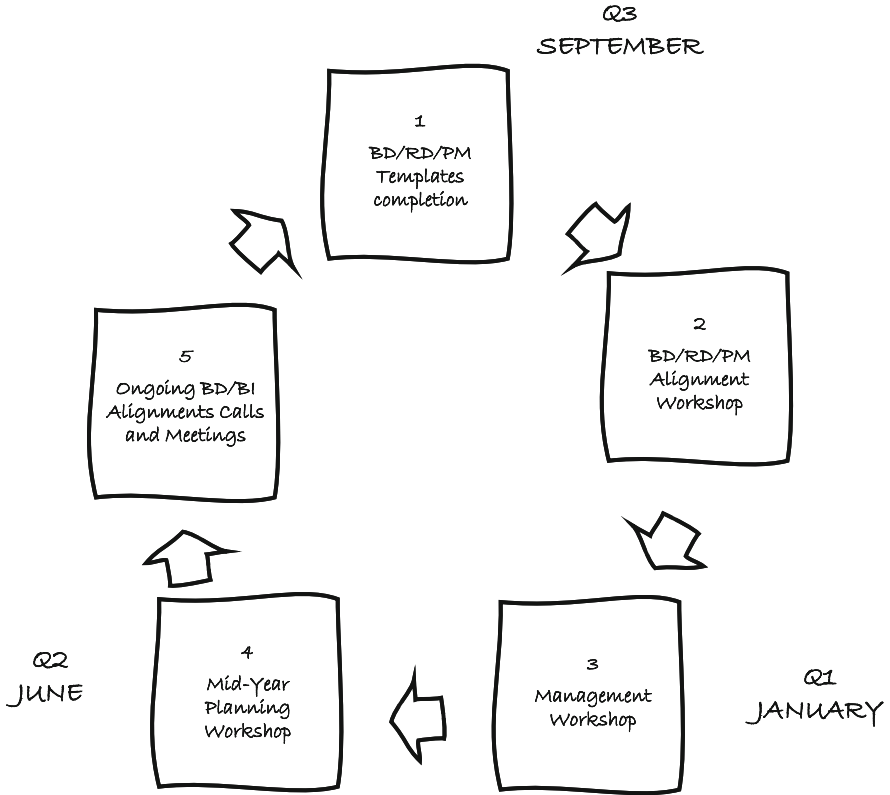 Q3
SEPTEMBER
1
BD/RD/PM
Templates
completion
2
BD/RD/PM
Alignment
Workshop
3
Management
Workshop
Q1
JANUARY
4
Mid-Year
Planning
Workshop
Q2
JUNE
5
Ongoing BD/BI
Alignments Calls
and Meetings